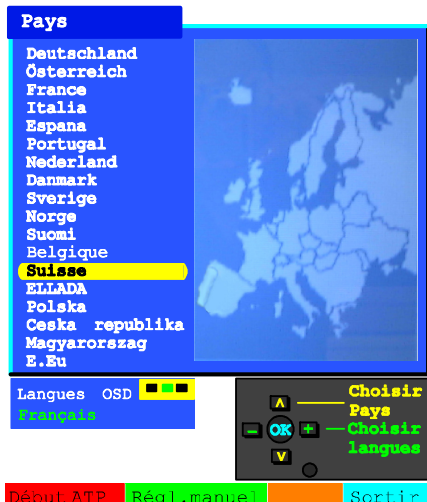 Pays
Deutschland
Österreich
France
Italia
Espana
Portugal
Nederland
Danmark
Sverige
Norge
Suomi
Belgique
Suisse
ELLADA
Polska
Ceska republika
Magyarorszag
E.Eu
Langues OSD
Français
Choisir
Pays
Choisir
langues
OK
Début ATP Régl.manuel Sortir